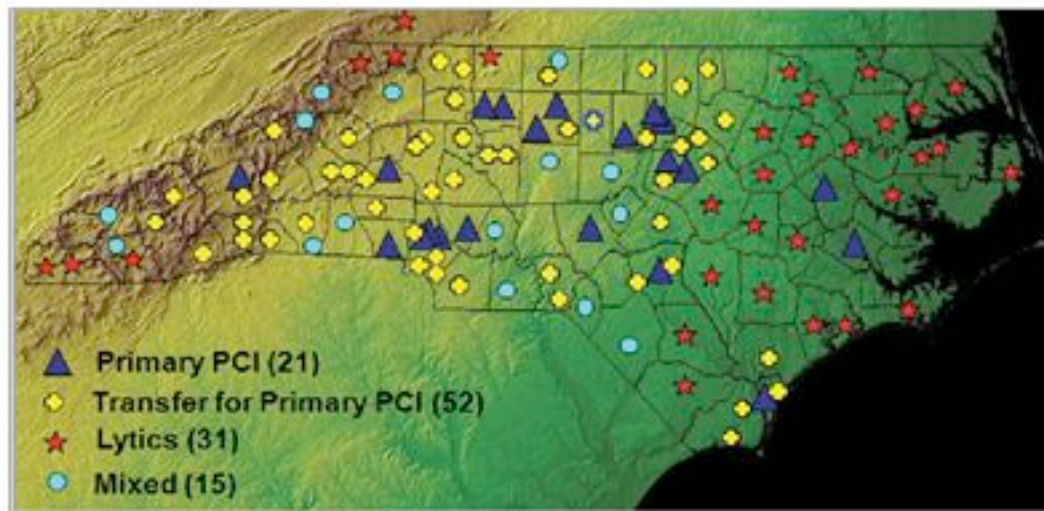 Primary PCI (21)
Transfer for Primary PCI (52)
Lytics (31)
Mixed (15)